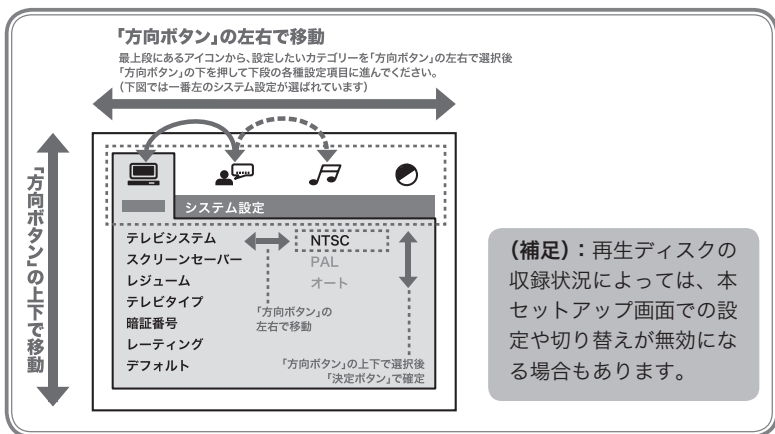 「方向ボタン」の左右で移動
最上段にあるアイコンから、設定したいカテゴリーを「方向ボタン」の左右で選択後
「方向ボタン」の下を押して下段の各種設定項目に進んでください。
(下図では一番左のシステム設定が選ばれています)
「方向ボタン」の上下で移動
システム設定
テレビシステム
スクリーンセーバー
レジューム
テレビタイプ
暗証番号
レーティング
デフォルト
NTSC
PAL
オート
「方向ボタン」の
左右で移動
「方向ボタン」の上下で選択後
「決定ボタン」で確定
(補足):再生ディスクの
収録状況によっては、本
セットアップ画面での設
定や切り替えが無効にな
る場合もあります。